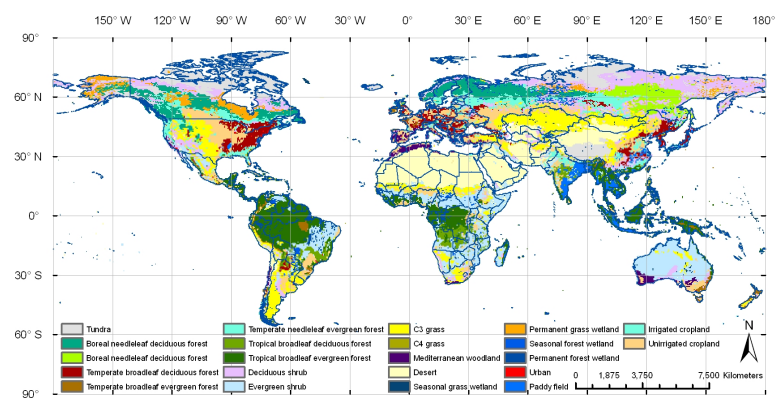 150° W 120° W 90° W 60° W 30° W 0° 30° E 60° E 90° E 120° E 150° E 180°
90°
60° N
30° N
0°
30° S
60° S
90°
Tundra
Boreal needleleaf deciduous forest
Boreal needleleaf deciduous forest
Temperate broadleaf deciduous forest
Temperate broadleaf evergreen forest
Temperate needleleaf evergreen forest
Tropical broadleaf deciduous forest
Tropical broadleaf evergreen forest
Deciduous shrub
Evergreen shrub
C3 grass
C4 grass
Mediterranean woodland
Desert
Seasonal grass wetland
Permanent grass wetland
Seasonal forest wetland
Permanent forest wetland
Urban
Paddy field
Irrigated cropland
Unirrigated cropland
N
0 1,875 3,750 7,500 Kilometers